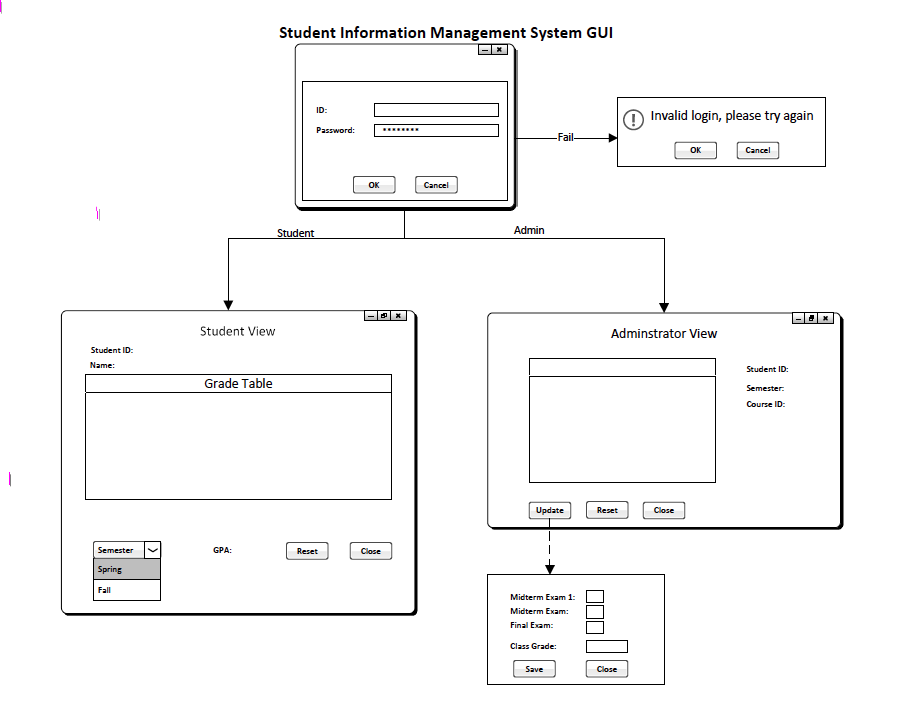 Student Information Management System GUI
ID:
Password: ********
OK Cancel
Fail
Invalid login, please try again
OK Cancel
Student
Admin
Student View
Student ID:
Name:
Grade Table
Semester
Spring
Fall
GPA:
Reset Close
Adminstrator View
Student ID:
Semester:
Course ID:
Update Reset Close
Midterm Exam 1:
Midterm Exam:
Final Exam:
Class Grade:
Save Close